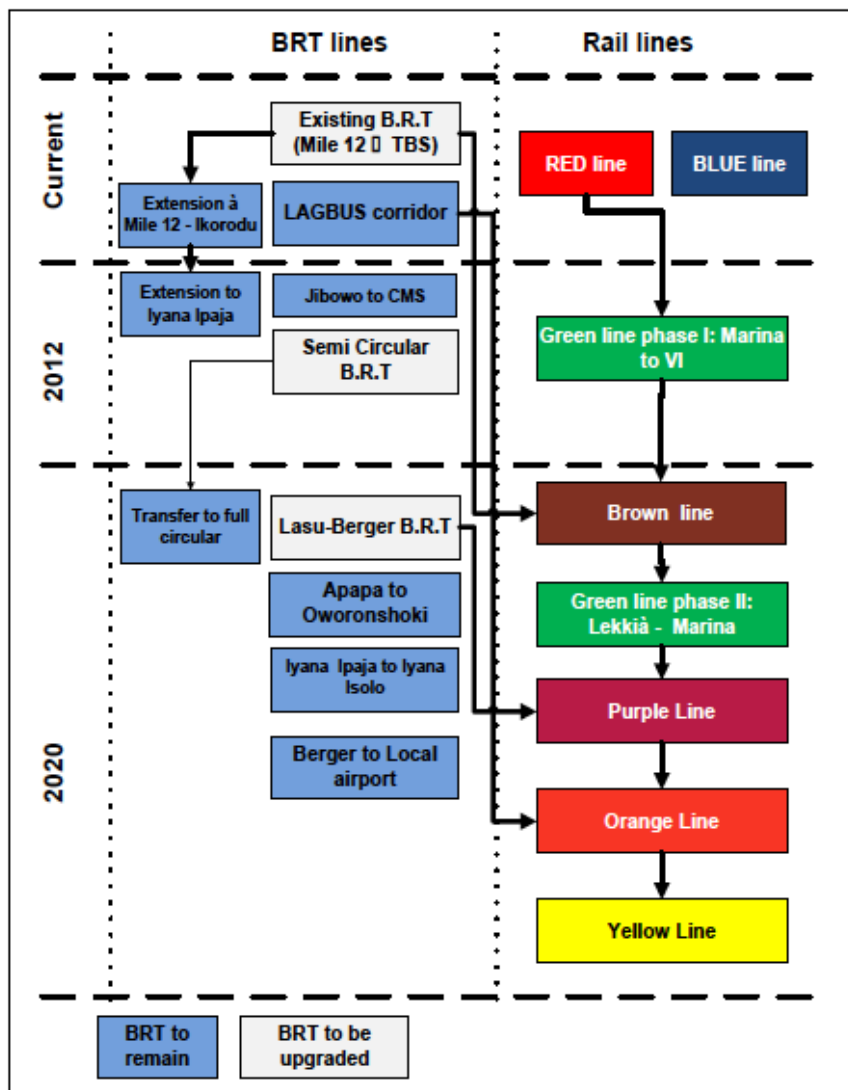 BRT lines
Rail lines
Current
Existing B.R.T
(Mile 12 ▯ TBS)
RED line
BLUE line
Extension à
Mile 12 - Ikorodu
LAGBUS corridor
2012
Extension to
Iyana Ipaja
Jibowo to CMS
Semi Circular
B.R.T
Green line phase I: Marina
to VI
2020
Transfer to full
circular
Lasu-Berger B.R.T
Brown line
Apapa to
Oworonshoki
Green line phase II:
Lekkià - Marina
Iyana Ipaja to Iyana
Isolo
Purple Line
Berger to Local
airport
Orange Line
Yellow Line
BRT to
remain
BRT to be
upgraded